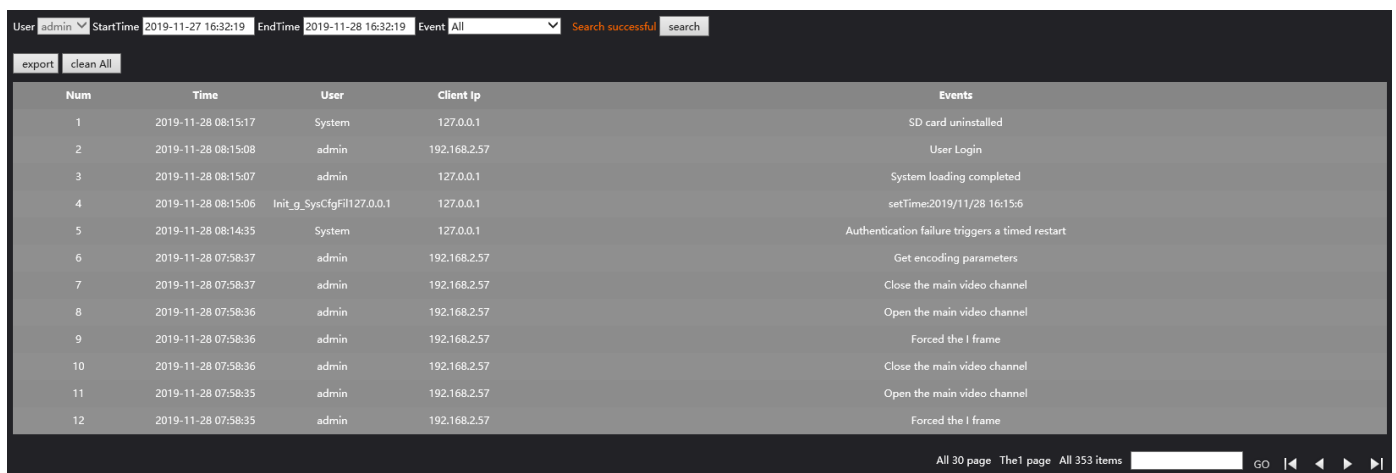 User admin StartTime 2019-11-27 16:32:19 EndTime 2019-11-28 16:32:19 Event All Search successful search
export clean All
Num Time User Client Ip Events
1 2019-11-28 08:15:17 System 127.0.0.1 SD card uninstalled
2 2019-11-28 08:15:08 admin 192.168.2.57 User Login
3 2019-11-28 08:15:07 admin 127.0.0.1 System loading completed
4 2019-11-28 08:15:06 Init_g_SysCfgFil127.0.0.1 127.0.0.1 setTime:2019/11/28 16:15:6
5 2019-11-28 08:14:35 System 127.0.0.1 Authentication failure triggers a timed restart
6 2019-11-28 07:58:37 admin 192.168.2.57 Get encoding parameters
7 2019-11-28 07:58:37 admin 192.168.2.57 Close the main video channel
8 2019-11-28 07:58:36 admin 192.168.2.57 Open the main video channel
9 2019-11-28 07:58:36 admin 192.168.2.57 Forced the I frame
10 2019-11-28 07:58:36 admin 192.168.2.57 Close the main video channel
11 2019-11-28 07:58:35 admin 192.168.2.57 Open the main video channel
12 2019-11-28 07:58:35 admin 192.168.2.57 Forced the I frame
All 30 page The1 page All 353 items GO